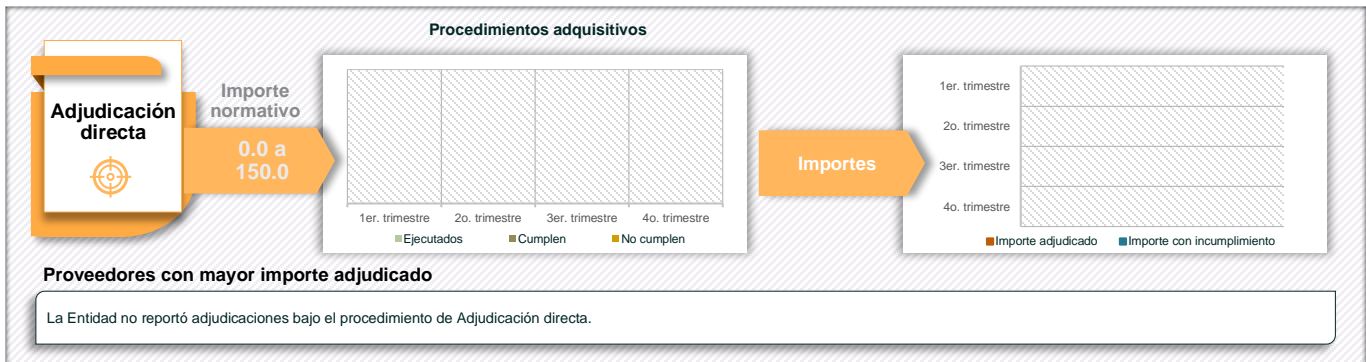 Procedimientos adquisitivos
Adjudicación
directa
Importe
normativo
0.0 a
150.0
1er. trimestre
2o. trimestre
3er. trimestre
4o. trimestre
Ejecutados
Cumplen
No cumplen
Importes
1er. trimestre
2o. trimestre
3er. trimestre
4o. trimestre
Importe adjudicado
Importe con incumplimiento
Proveedores con mayor importe adjudicado
La Entidad no reportó adjudicaciones bajo el procedimiento de Adjudicación directa.